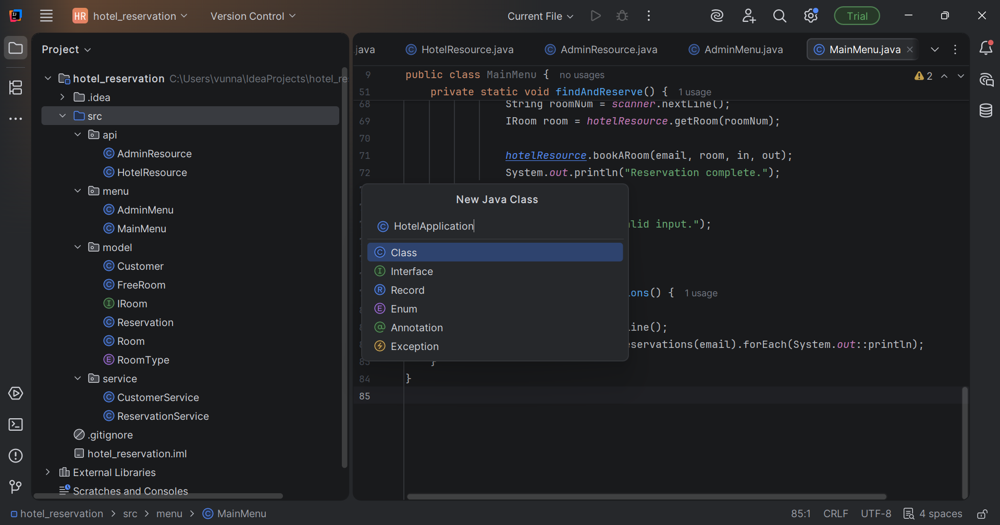 HR hotel_reservation Version Control Current File Trial
Project
hotel_reservation C:\Users\vunna\IdeaProjects\hotel_re
.idea
src
api
AdminResource
HotelResource
menu
AdminMenu
MainMenu
model
Customer
FreeRoom
IRoom
Reservation
Room
RoomType
service
CustomerService
ReservationService
.gitignore
hotel_reservation.iml
External Libraries
Scratches and Consoles
.java HotelResource.java AdminResource.java AdminMenu.java MainMenu.java
9 public class MainMenu { no usages 2
51 private static void findAndReserve() { 1 usage
68 String roomNum = scanner.nextLine();
69 IRoom room = hotelResource.getRoom(roomNum);
70
71 hotelResource.bookARoom(email, room, in, out);
72 System.out.println("Reservation complete.");
New Java Class
HotelApplication
Class
Interface
Record
Enum
Annotation
Exception
lid input.");
ons() { 1 usage
ine();
servations(email).forEach(System.out::println);
83 }
84 }
85
hotel_reservation > src > menu > MainMenu 85:1 CRLF UTF-8 4 spaces